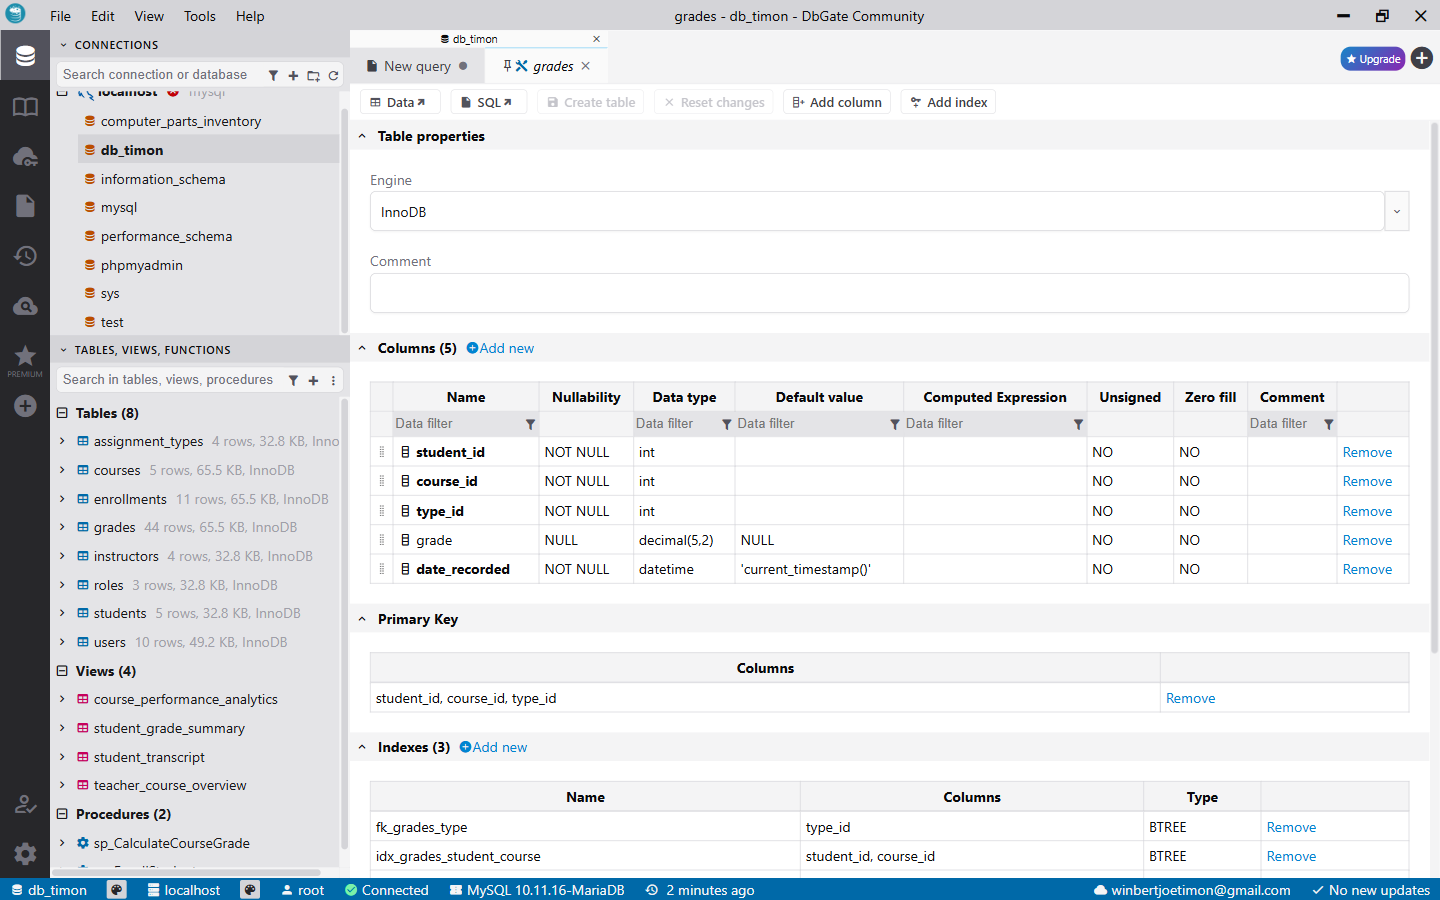 File Edit View Tools Help
grades - db_timon - DbGate Community
CONNECTIONS
Search connection or database
localhost mysql
computer_parts_inventory
db_timon
information_schema
mysql
performance_schema
phpmyadmin
sys
test
TABLES, VIEWS, FUNCTIONS
Search in tables, views, procedures
Tables (8)
assignment_types 4 rows, 32.8 KB, Inno
courses 5 rows, 65.5 KB, InnoDB
enrollments 11 rows, 65.5 KB, InnoDB
grades 44 rows, 65.5 KB, InnoDB
instructors 4 rows, 32.8 KB, InnoDB
roles 3 rows, 32.8 KB, InnoDB
students 5 rows, 32.8 KB, InnoDB
users 10 rows, 49.2 KB, InnoDB
Views (4)
course_performance_analytics
student_grade_summary
student_transcript
teacher_course_overview
Procedures (2)
sp_CalculateCourseGrade
PREMIUM
db_timon
New query
grades
Upgrade
Data SQL Create table Reset changes Add column Add index
Table properties
Engine
InnoDB
Comment
Columns (5) Add new
Name Nullability Data type Default value Computed Expression Unsigned Zero fill Comment
Data filter Data filter Data filter Data filter Data filter
student_id NOT NULL int NO NO Remove
course_id NOT NULL int NO NO Remove
type_id NOT NULL int NO NO Remove
grade NULL decimal(5,2) NULL NO NO Remove
date_recorded NOT NULL datetime 'current_timestamp()' NO NO Remove
Primary Key
Columns
student_id, course_id, type_id Remove
Indexes (3) Add new
Name Columns Type
fk_grades_type type_id BTREE Remove
idx_grades_student_course student_id, course_id BTREE Remove
db_timon localhost root Connected MySQL 10.11.16-MariaDB 2 minutes ago winbertjoetimon@gmail.com No new updates